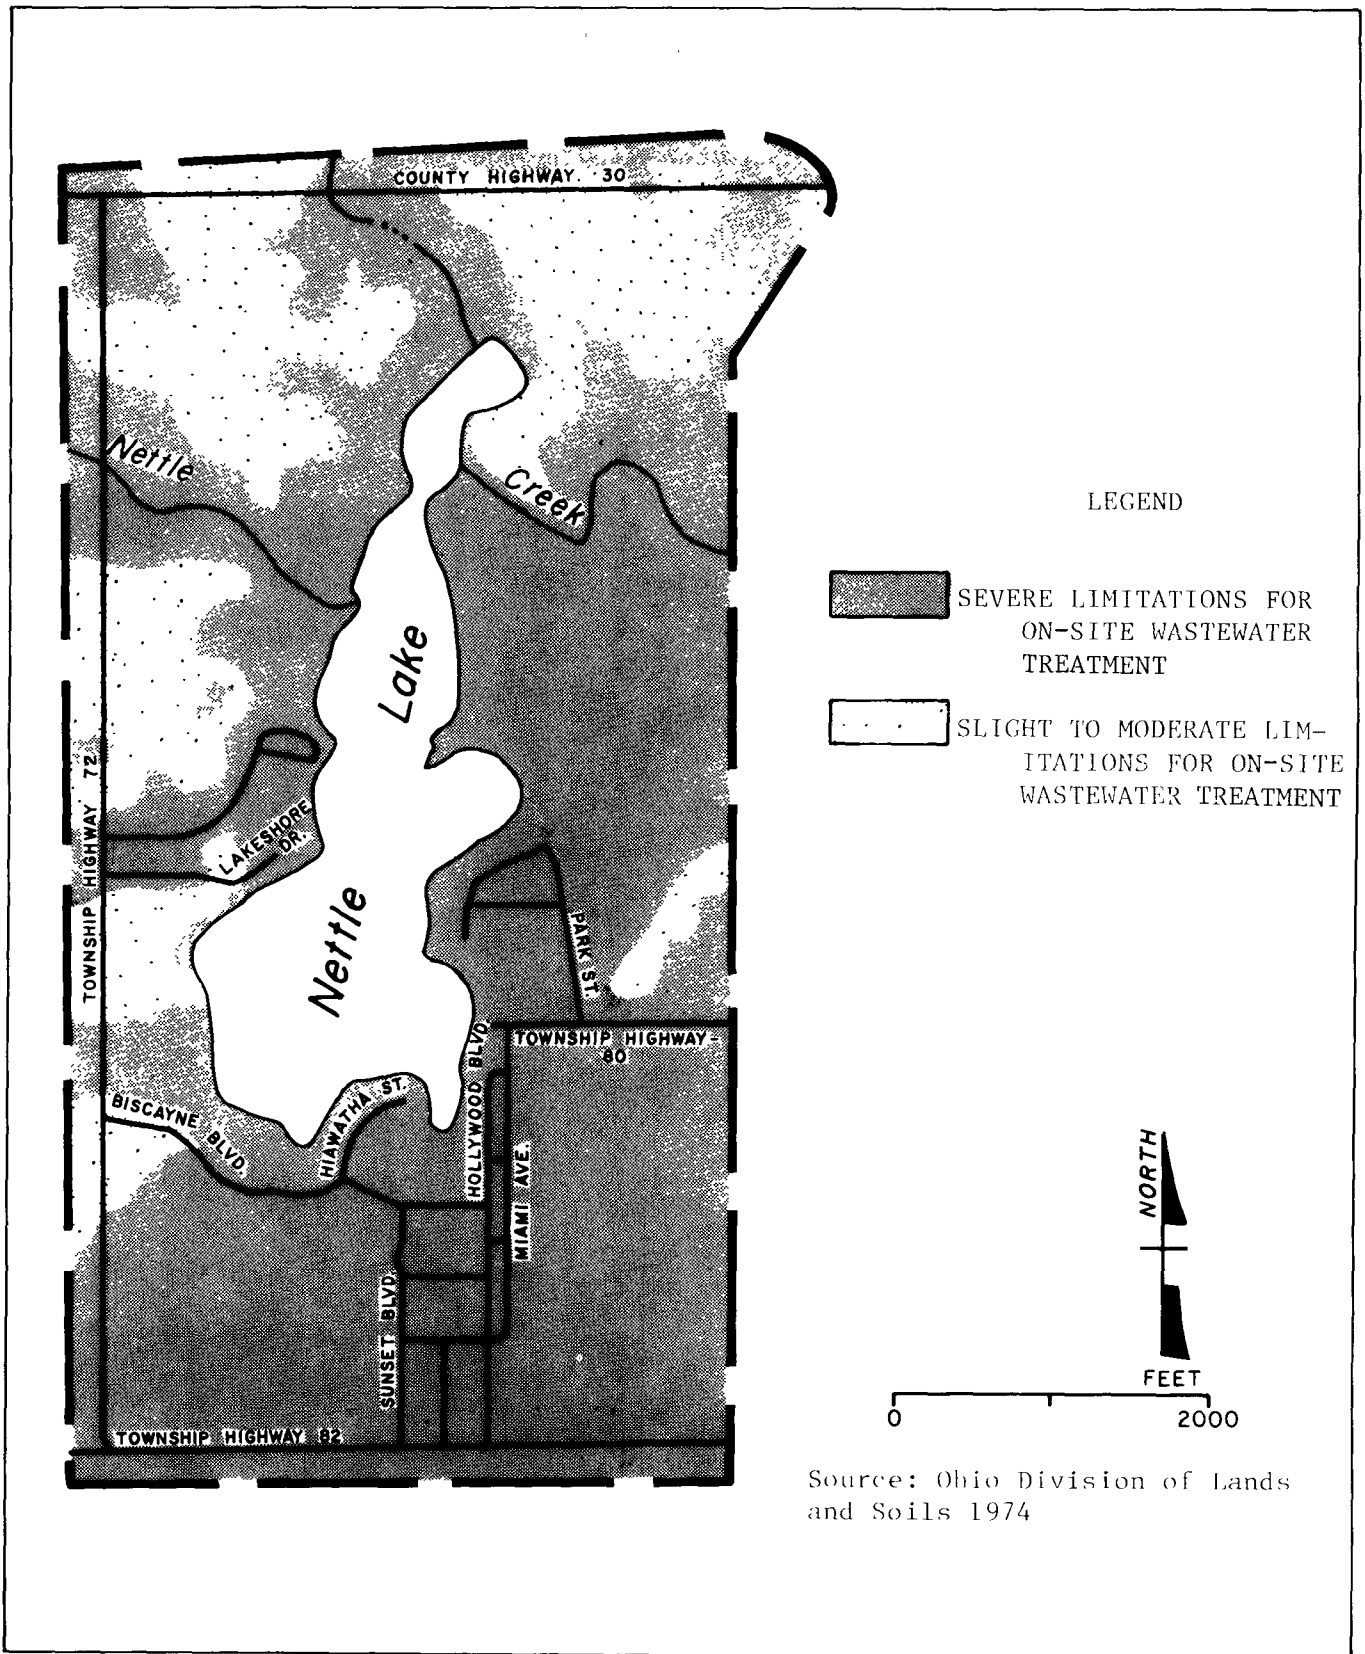 COUNTY HIGHWAY. 30
Nettle
Creek
LEGEND
SEVERE LIMITATIONS FOR
ON-SITE WASTEWATER
TREATMENT
Lake
SLIGHT TO MODERATE LIM-
ITATIONS FOR ON-SITE
WASTEWATER TREATMENT
TOWNSHIP HIGHWAY 72
LAKESHORE
DR.
Nettle
PARK ST.
TOWNSHIP HIGHWAY-
80
HOLLYWOOD BLVD.
BISCAYNE BLVD.
HIAWATHA ST.
MIAMI AVE.
SUNSET BLVD.
TOWNSHIP HIGHWAY 82
NORTH
FEET
0 2000
Source: Ohio Division of Lands
and Soils 1974